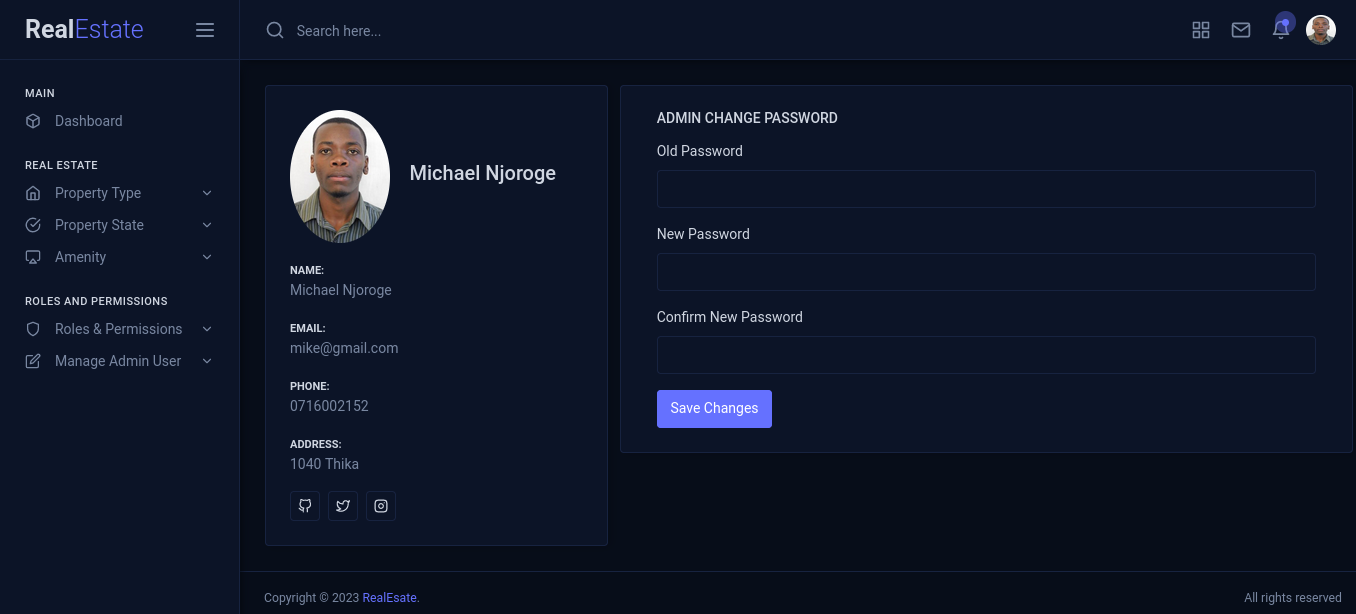 RealEstate
Search here...
MAIN
Dashboard
REAL ESTATE
Property Type
Property State
Amenity
ROLES AND PERMISSIONS
Roles & Permissions
Manage Admin User
Michael Njoroge
NAME:
Michael Njoroge
EMAIL:
mike@gmail.com
PHONE:
0716002152
ADDRESS:
1040 Thika
ADMIN CHANGE PASSWORD
Old Password
New Password
Confirm New Password
Save Changes
Copyright © 2023 RealEsate.
All rights reserved